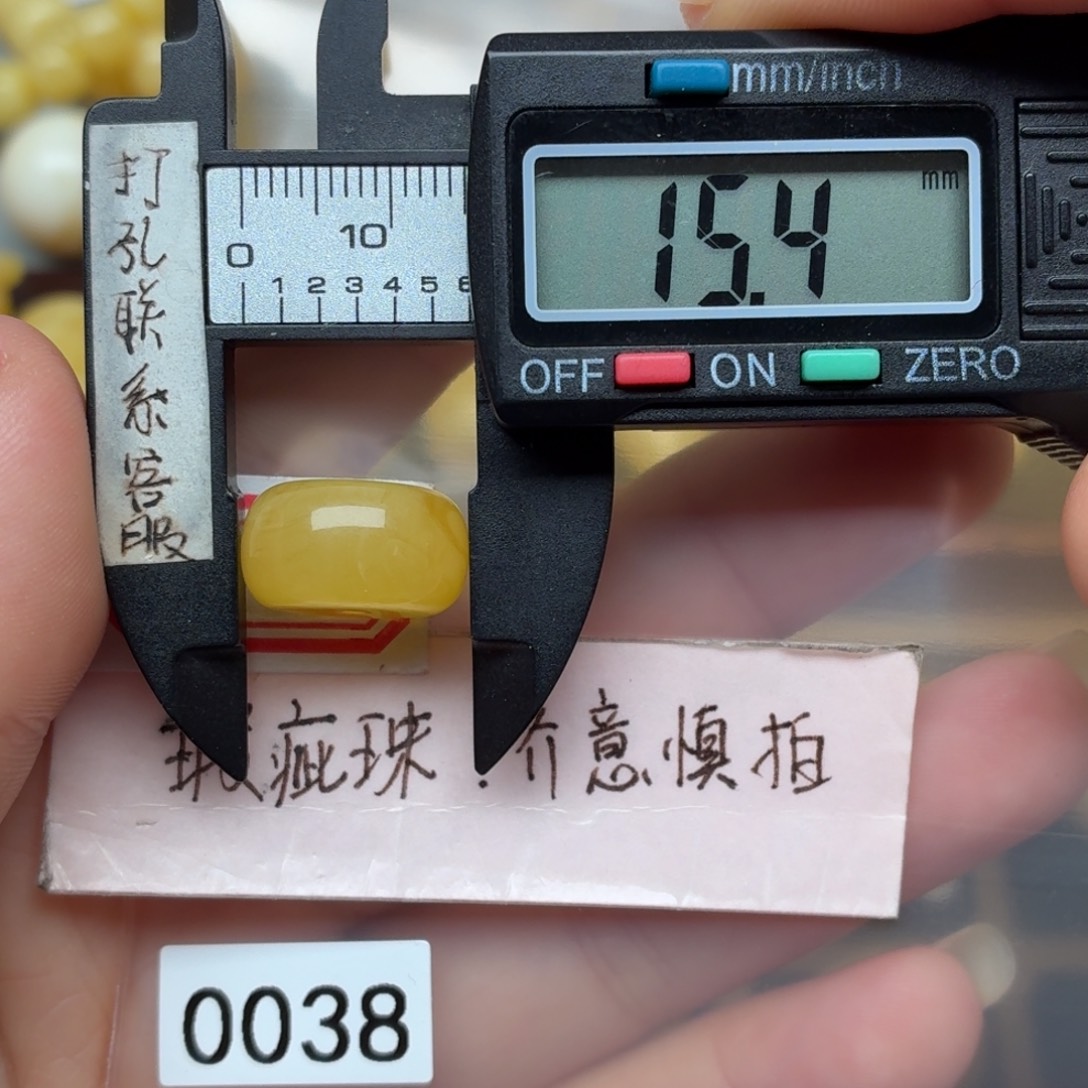 mm/inch
15.4 mm
OFF ON ZERO
0 10
1 2 3 4 5 6
打孔联系客服
瑕疵珠.介意慎拍
0038